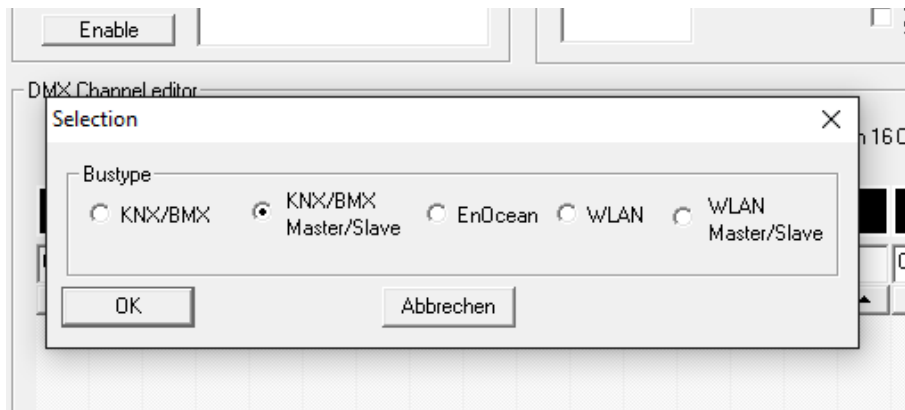 Enable
DMX Channel editor
Selection
Bustype
KNX/BMX
KNX/BMX
Master/Slave
EnOcean
WLAN
WLAN
Master/Slave
OK
Abbrechen